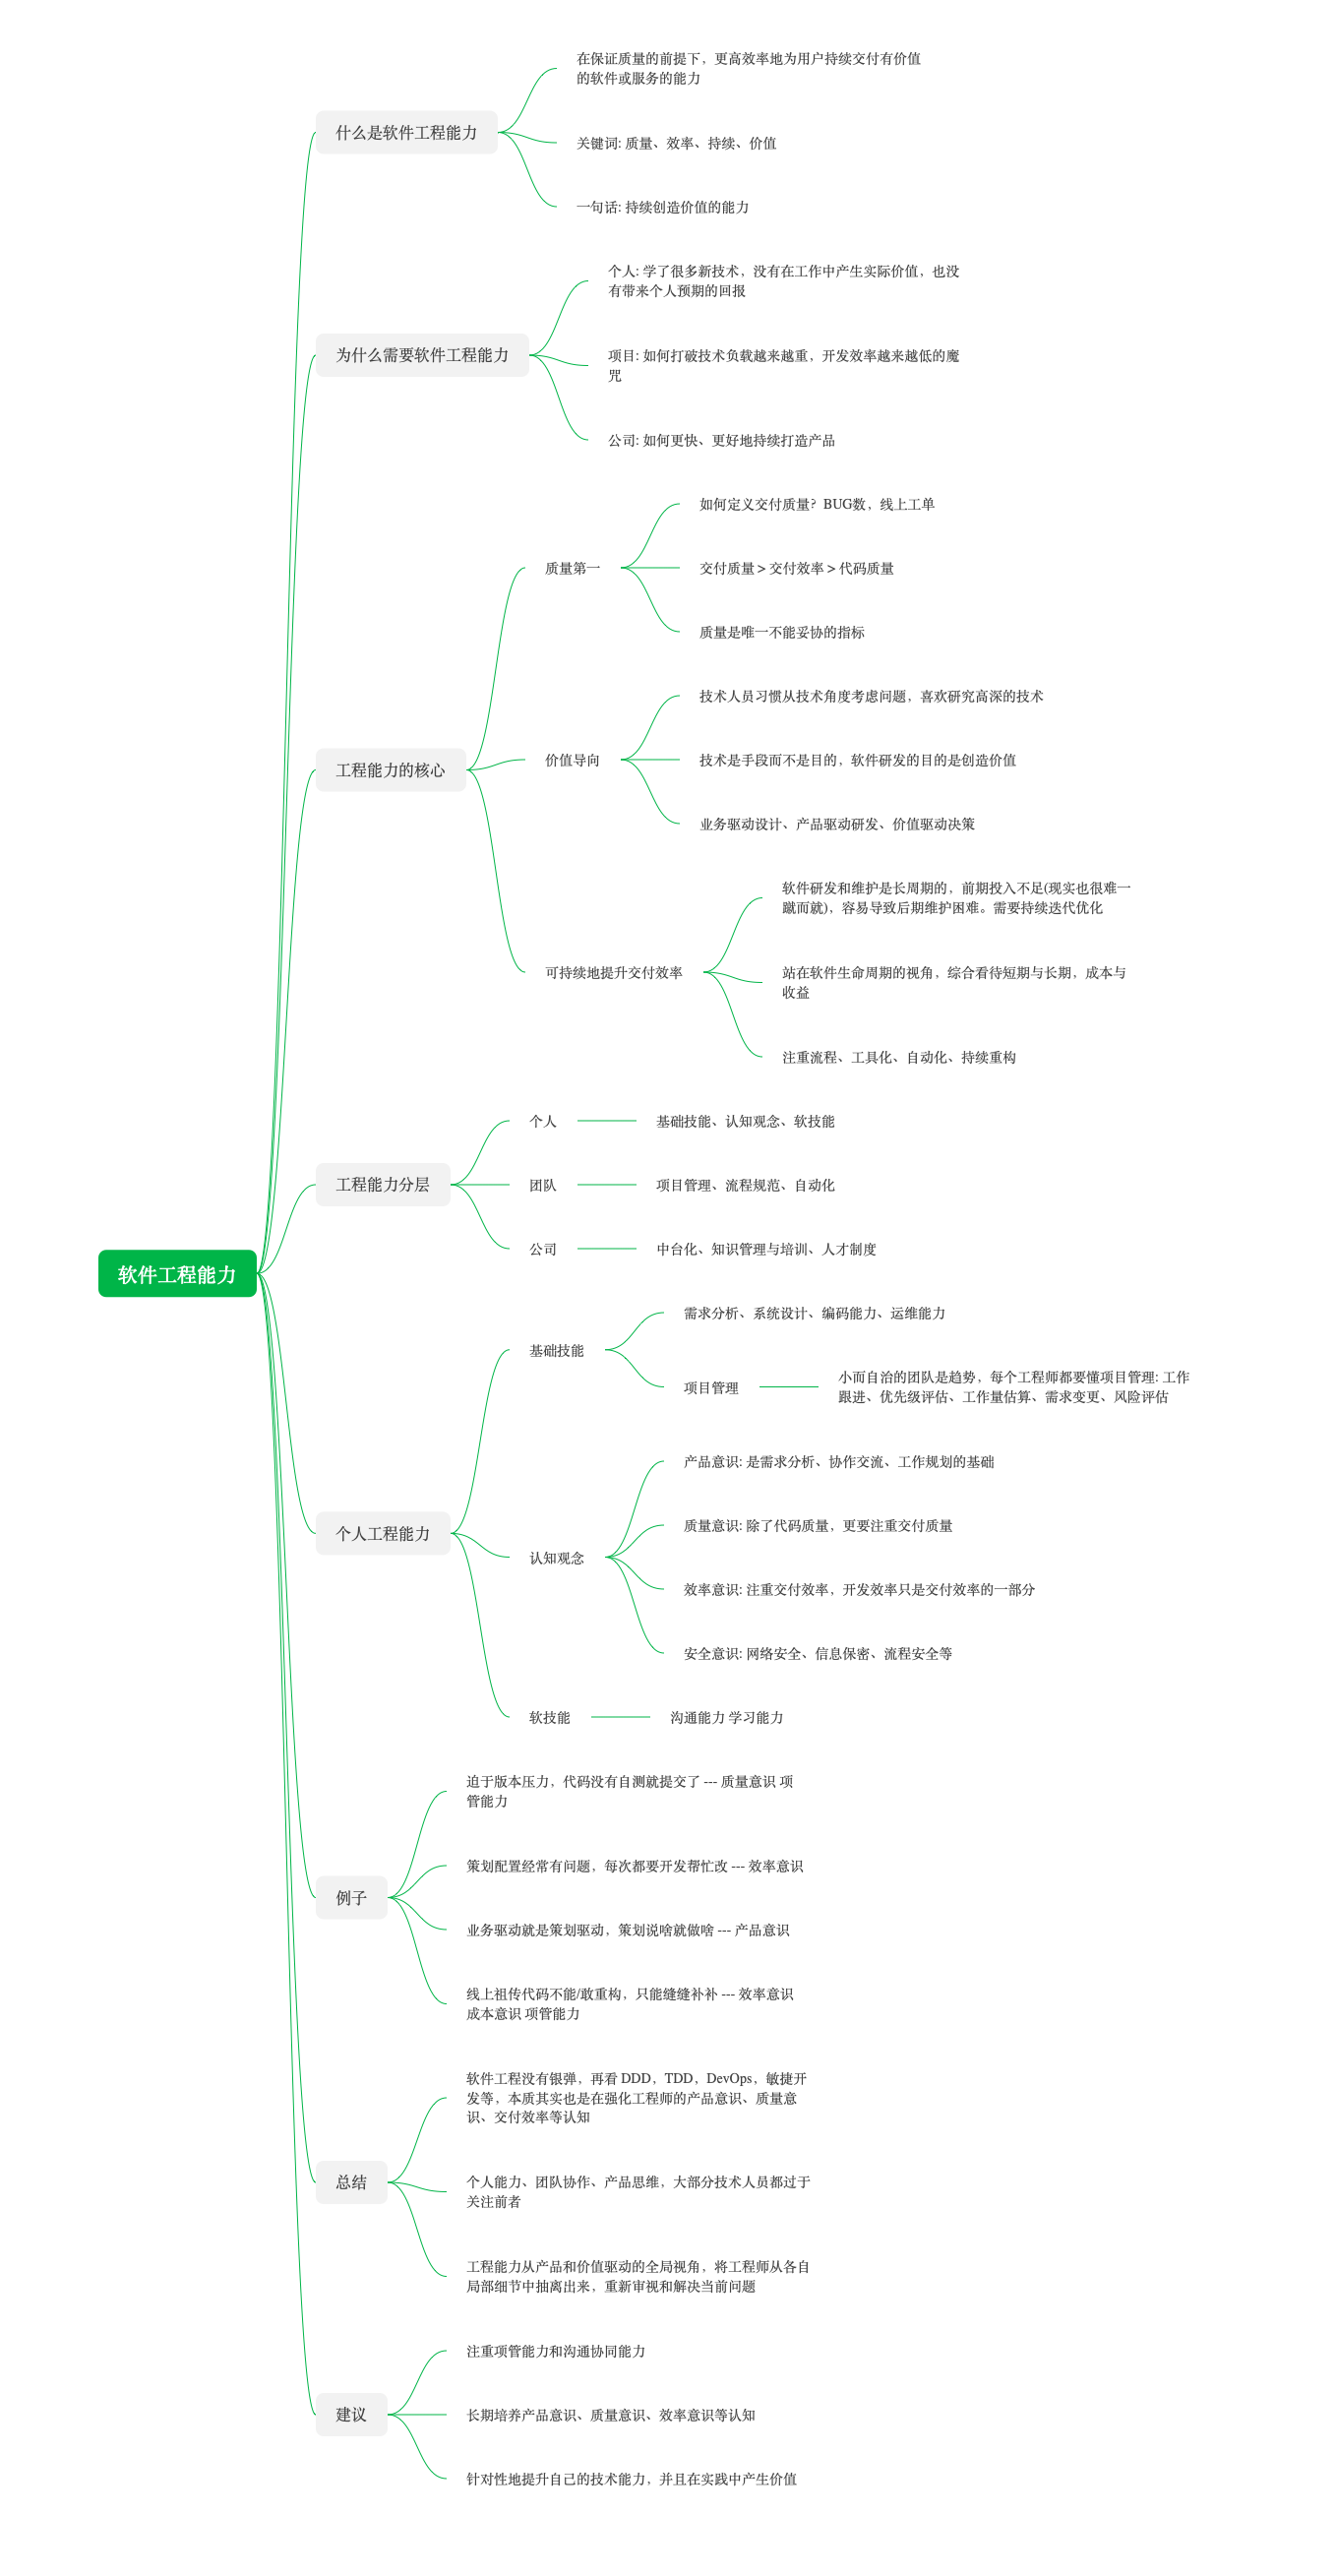 软件工程能力
什么是软件工程能力
在保证质量的前提下，更高效率地为用户持续交付有价值
的软件或服务的能力
关键词: 质量、效率、持续、价值
一句话: 持续创造价值的能力
为什么需要软件工程能力
个人: 学了很多新技术，没有在工作中产生实际价值，也没
有带来个人预期的回报
项目: 如何打破技术负载越来越重，开发效率越来越低的魔
咒
公司: 如何更快、更好地持续打造产品
工程能力的核心
质量第一
如何定义交付质量？BUG数，线上工单
交付质量 > 交付效率 > 代码质量
质量是唯一不能妥协的指标
价值导向
技术人员习惯从技术角度考虑问题，喜欢研究高深的技术
技术是手段而不是目的，软件研发的目的是创造价值
业务驱动设计、产品驱动研发、价值驱动决策
可持续地提升交付效率
软件研发和维护是长周期的，前期投入不足(现实也很难一
蹴而就)，容易导致后期维护困难。需要持续迭代优化
站在软件生命周期的视角，综合看待短期与长期，成本与
收益
注重流程、工具化、自动化、持续重构
工程能力分层
个人
基础技能、认知观念、软技能
团队
项目管理、流程规范、自动化
公司
中台化、知识管理与培训、人才制度
个人工程能力
基础技能
需求分析、系统设计、编码能力、运维能力
项目管理
小而自治的团队是趋势，每个工程师都要懂项目管理: 工作
跟进、优先级评估、工作量估算、需求变更、风险评估
认知观念
产品意识: 是需求分析、协作交流、工作规划的基础
质量意识: 除了代码质量，更要注重交付质量
效率意识: 注重交付效率，开发效率只是交付效率的一部分
安全意识: 网络安全、信息保密、流程安全等
软技能
沟通能力 学习能力
例子
迫于版本压力，代码没有自测就提交了 --- 质量意识 项
管能力
策划配置经常有问题，每次都要开发帮忙改 --- 效率意识
业务驱动就是策划驱动，策划说啥就做啥 --- 产品意识
线上祖传代码不能/敢重构，只能缝缝补补 --- 效率意识
成本意识 项管能力
总结
软件工程没有银弹，再看 DDD，TDD，DevOps，敏捷开
发等，本质其实也是在强化工程师的产品意识、质量意
识、交付效率等认知
个人能力、团队协作、产品思维，大部分技术人员都过于
关注前者
工程能力从产品和价值驱动的全局视角，将工程师从各自
局部细节中抽离出来，重新审视和解决当前问题
建议
注重项管能力和沟通协同能力
长期培养产品意识、质量意识、效率意识等认知
针对性地提升自己的技术能力，并且在实践中产生价值